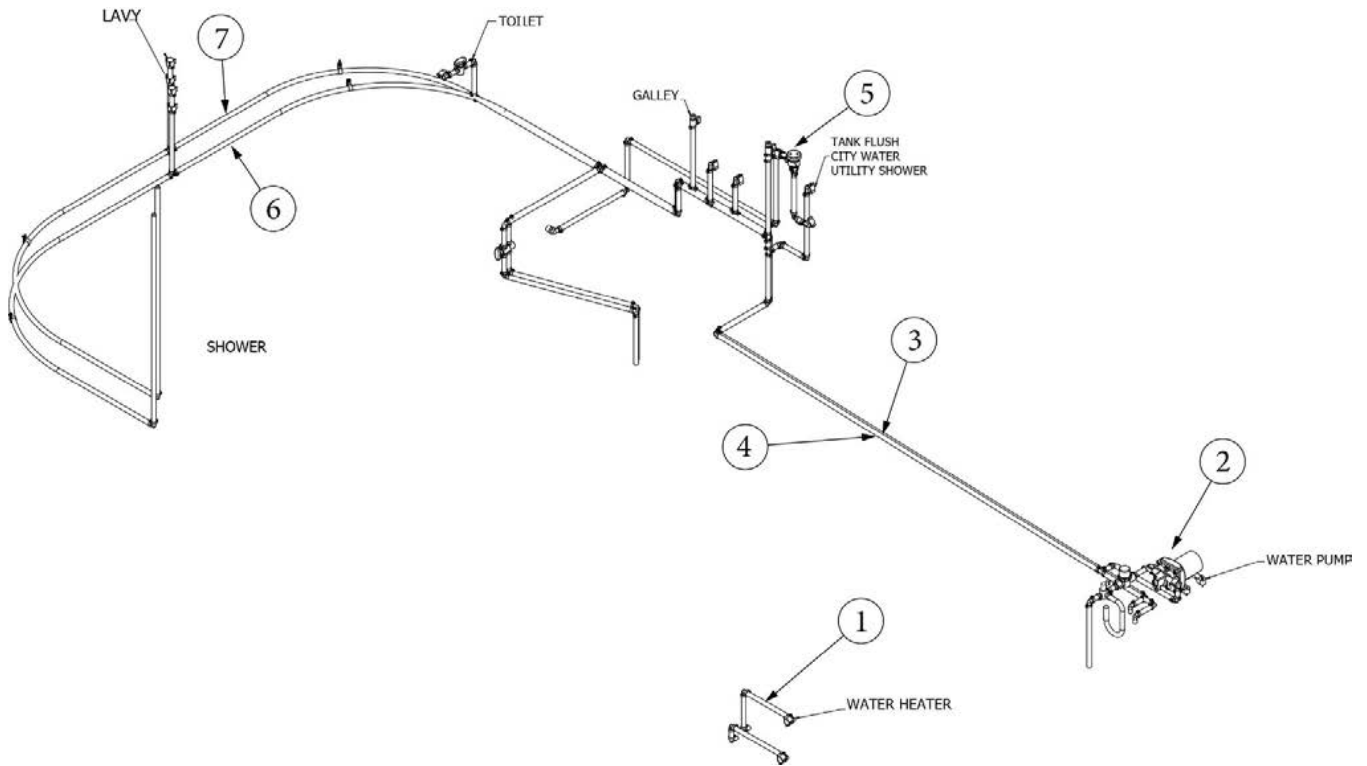 LAVY
7
TOILET
GALLEY
5
TANK FLUSH
CITY WATER
UTILITY SHOWER
6
SHOWER
3
4
2
WATER PUMP
1
WATER HEATER